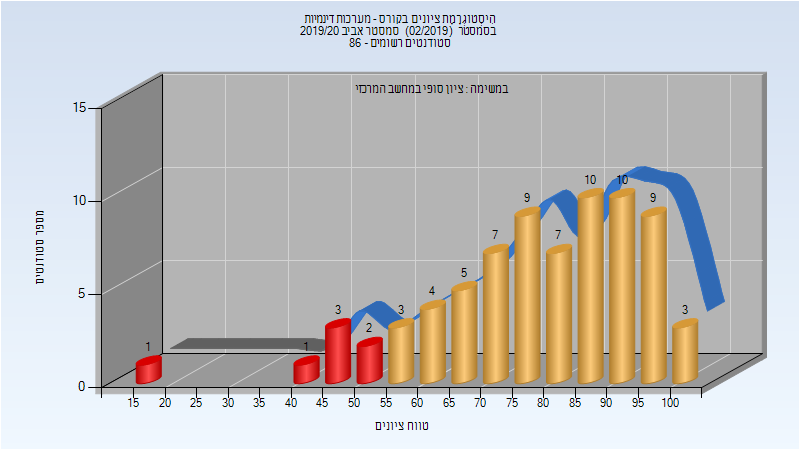 היסטוגרמת ציונים בקורס - מערכות דינמיות
בסמסטר (02/2019) סמסטר אביב 2019/20
סטודנטים רשומים - 86
במשימה : ציון סופי במחשב המרכזי
מספר סטודנטים
15
10
5
0
1
1
3
2
3
4
5
7
9
7
10
10
9
3
15 20 25 30 35 40 45 50 55 60 65 70 75 80 85 90 95 100
טווח ציונים